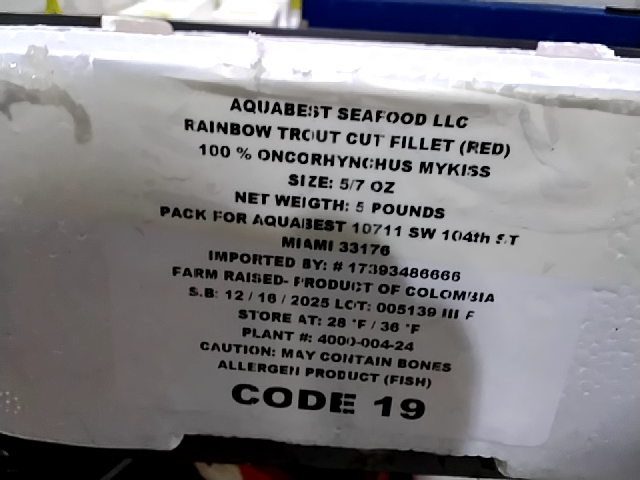 AQUABEST SEAFOOD LLC
RAINBOW TROUT CUT FILLET (RED)
100 % ONCORHYNCHUS MYKISS
SIZE: 5/7 OZ
NET WEIGTH: 5 POUNDS
PACK FOR AQUABEST 10711 SW 104th ST
MIAMI 33176
IMPORTED BY: # 17393486666
FARM RAISED- PRODUCT OF COLOMBIA
S.B: 12 / 16 / 2025 LOT: 005139 III F
STORE AT: 28 °F / 36 °F
PLANT #: 4000-004-24
CAUTION: MAY CONTAIN BONES
ALLERGEN PRODUCT (FISH)
CODE 19